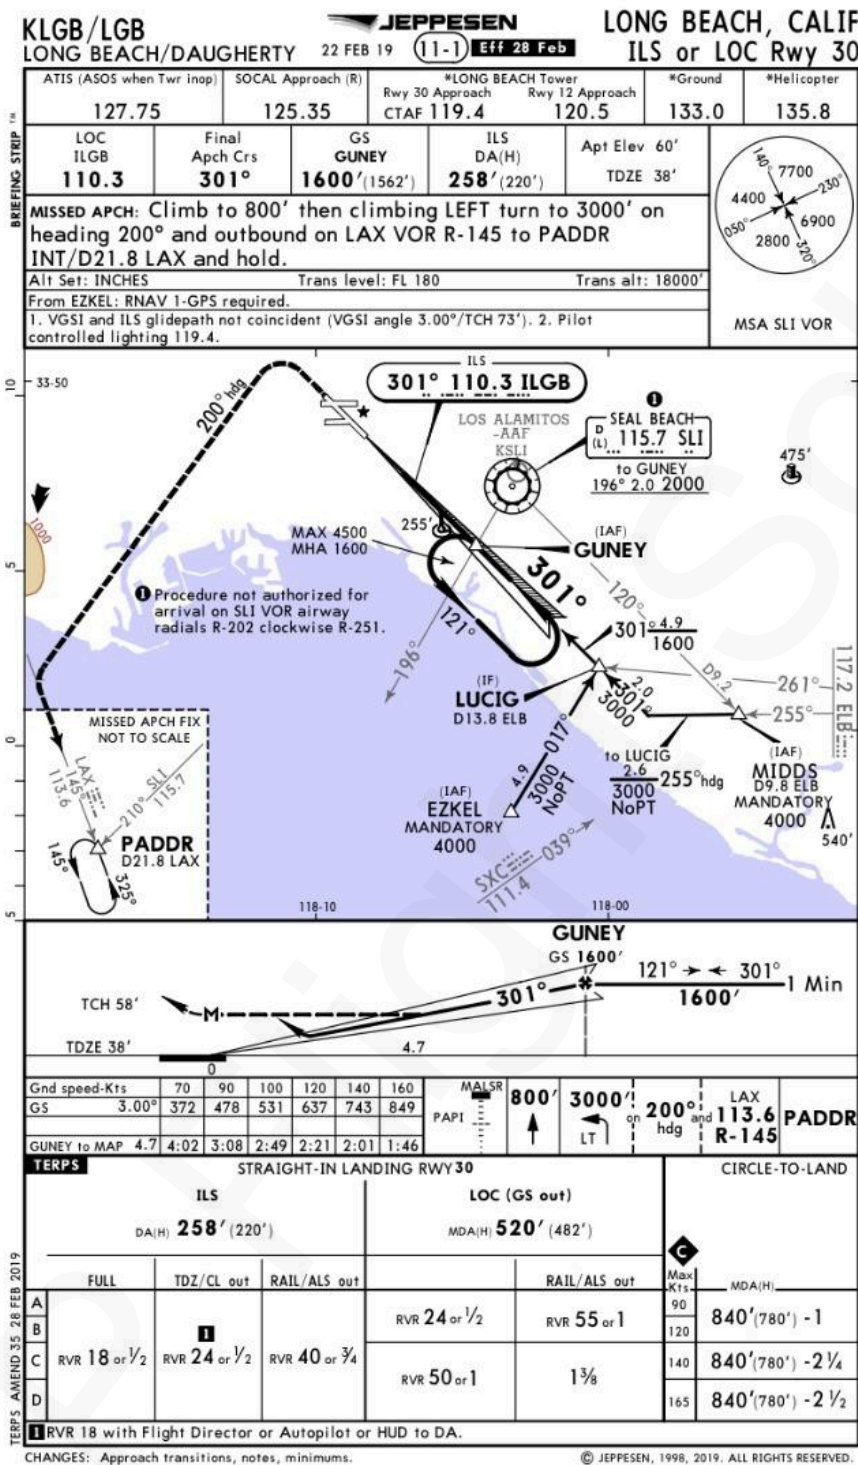 KLGB/LGB
LONG BEACH/DAUGHERTY
JEPPESEN
22 FEB 19
11-1
Eff 28 Feb
LONG BEACH, CALIF
ILS or LOC Rwy 30
BRIEFING STRIP TM
ATIS (ASOS when Twr inop)
127.75
SOCAL Approach (R)
125.35
*LONG BEACH Tower
Rwy 30 Approach
Rwy 12 Approach
CTAF 119.4
120.5
*Ground
133.0
*Helicopter
135.8
LOC
ILGB
110.3
Final
Apch Crs
301°
GS
GUNEY
1600'(1562')
ILS
DA(H)
258'(220')
Apt Elev 60'
TDZE 38'
MISSED APCH: Climb to 800' then climbing LEFT turn to 3000' on
heading 200° and outbound on LAX VOR R-145 to PADDR
INT/D21.8 LAX and hold.
Alt Set: INCHES
Trans level: FL 180
Trans alt: 18000'
From EZKEL: RNAV 1-GPS required.
1. VGSI and ILS glidepath not coincident (VGSI angle 3.00°/TCH 73'). 2. Pilot
controlled lighting 119.4.
140°
7700
230°
4400
6900
050°
2800
320°
MSA SLI VOR
10
33-50
200° hdg
ILS
301° 110.3 ILGB
LOS ALAMITOS
-AAF
KSLI
1
SEAL BEACH
D
(L)
115.7 SLI
to GUNEY
196° 2.0 2000
475'
1000
255'
MAX 4500
MHA 1600
(IAF)
GUNEY
301°
5
1 Procedure not authorized for
arrival on SLI VOR airway
radials R-202 clockwise R-251.
121°
196°
120°
301° 4.9
1600
(IF)
LUCIG
D13.8 ELB
2.0
301°
3000
D9.2
261°
255°
117.2 ELB
0
MISSED APCH FIX
NOT TO SCALE
LAX
145°
113.6
210° SLI
115.7
PADDR
D21.8 LAX
145°
325°
017°
4.9
3000
NoPT
(IAF)
EZKEL
MANDATORY
4000
to LUCIG
2.6
3000
NoPT
255°hdg
(IAF)
MIDDS
D9.8 ELB
MANDATORY
4000
540'
SXC
111.4
039°
5
118-10
118-00
GUNEY
GS 1600'
121°
301°
1600'
1 Min
301°
TCH 58'
M
TDZE 38'
0
4.7
Gnd speed-Kts 70 90 100 120 140 160
GS 3.00° 372 478 531 637 743 849
GUNEY to MAP 4.7 4:02 3:08 2:49 2:21 2:01 1:46
MALSR
PAPI
800'
3000'
LT
on
200°
hdg
and
LAX
113.6
R-145
PADDR
TERPS
STRAIGHT-IN LANDING RWY30
CIRCLE-TO-LAND
ILS
DA(H) 258'(220')
LOC (GS out)
MDA(H) 520'(482')
FULL
TDZ/CL out
RAIL/ALS out
RAIL/ALS out
C
Max
Kts
MDA(H)
A
B
C
D
RVR 18 or 1/2
1
RVR 24 or 1/2
RVR 40 or 3/4
RVR 24 or 1/2
RVR 55 or 1
RVR 50 or 1
1 3/8
90
120
840'(780') -1
140
840'(780') -2 1/4
165
840'(780') -2 1/2
1 RVR 18 with Flight Director or Autopilot or HUD to DA.
TERPS AMEND 35 28 FEB 2019
CHANGES: Approach transitions, notes, minimums.
© JEPPESEN, 1998, 2019. ALL RIGHTS RESERVED.